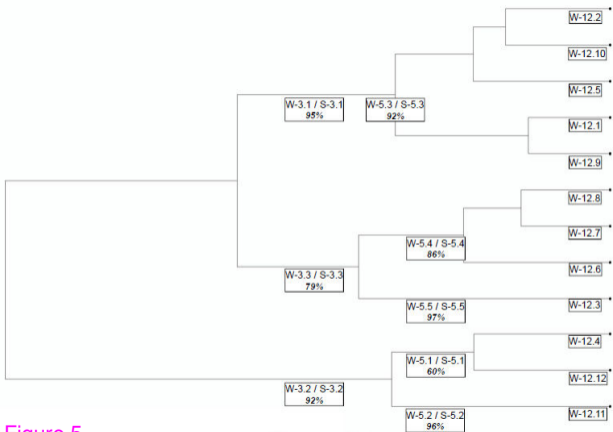 W-12.2
W-12.10
W-12.5
W-3.1 / S-3.1
95%
W-5.3 / S-5.3
92%
W-12.1
W-12.9
W-12.8
W-12.7
W-5.4 / S-5.4
86%
W-12.6
W-3.3 / S-3.3
79%
W-5.5 / S-5.5
97%
W-12.3
W-12.4
W-5.1 / S-5.1
60%
W-12.12
W-3.2 / S-3.2
92%
W-5.2 / S-5.2
96%
W-12.11
Figure 5